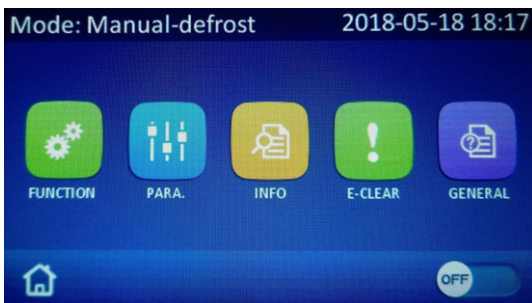 Mode: Manual-defrost 2018-05-18 18:17
FUNCTION PARA. INFO E-CLEAR GENERAL
OFF